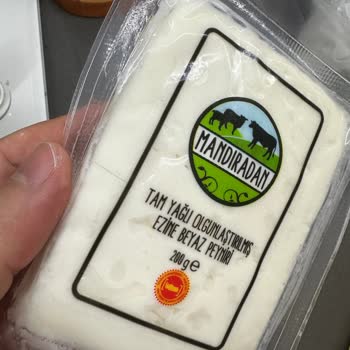 MANDIRADAN
TAM YAĞLI OLGUNLAŞTIRILMIŞ
EZİNE BEYAZ PEYNİRİ
200 g e